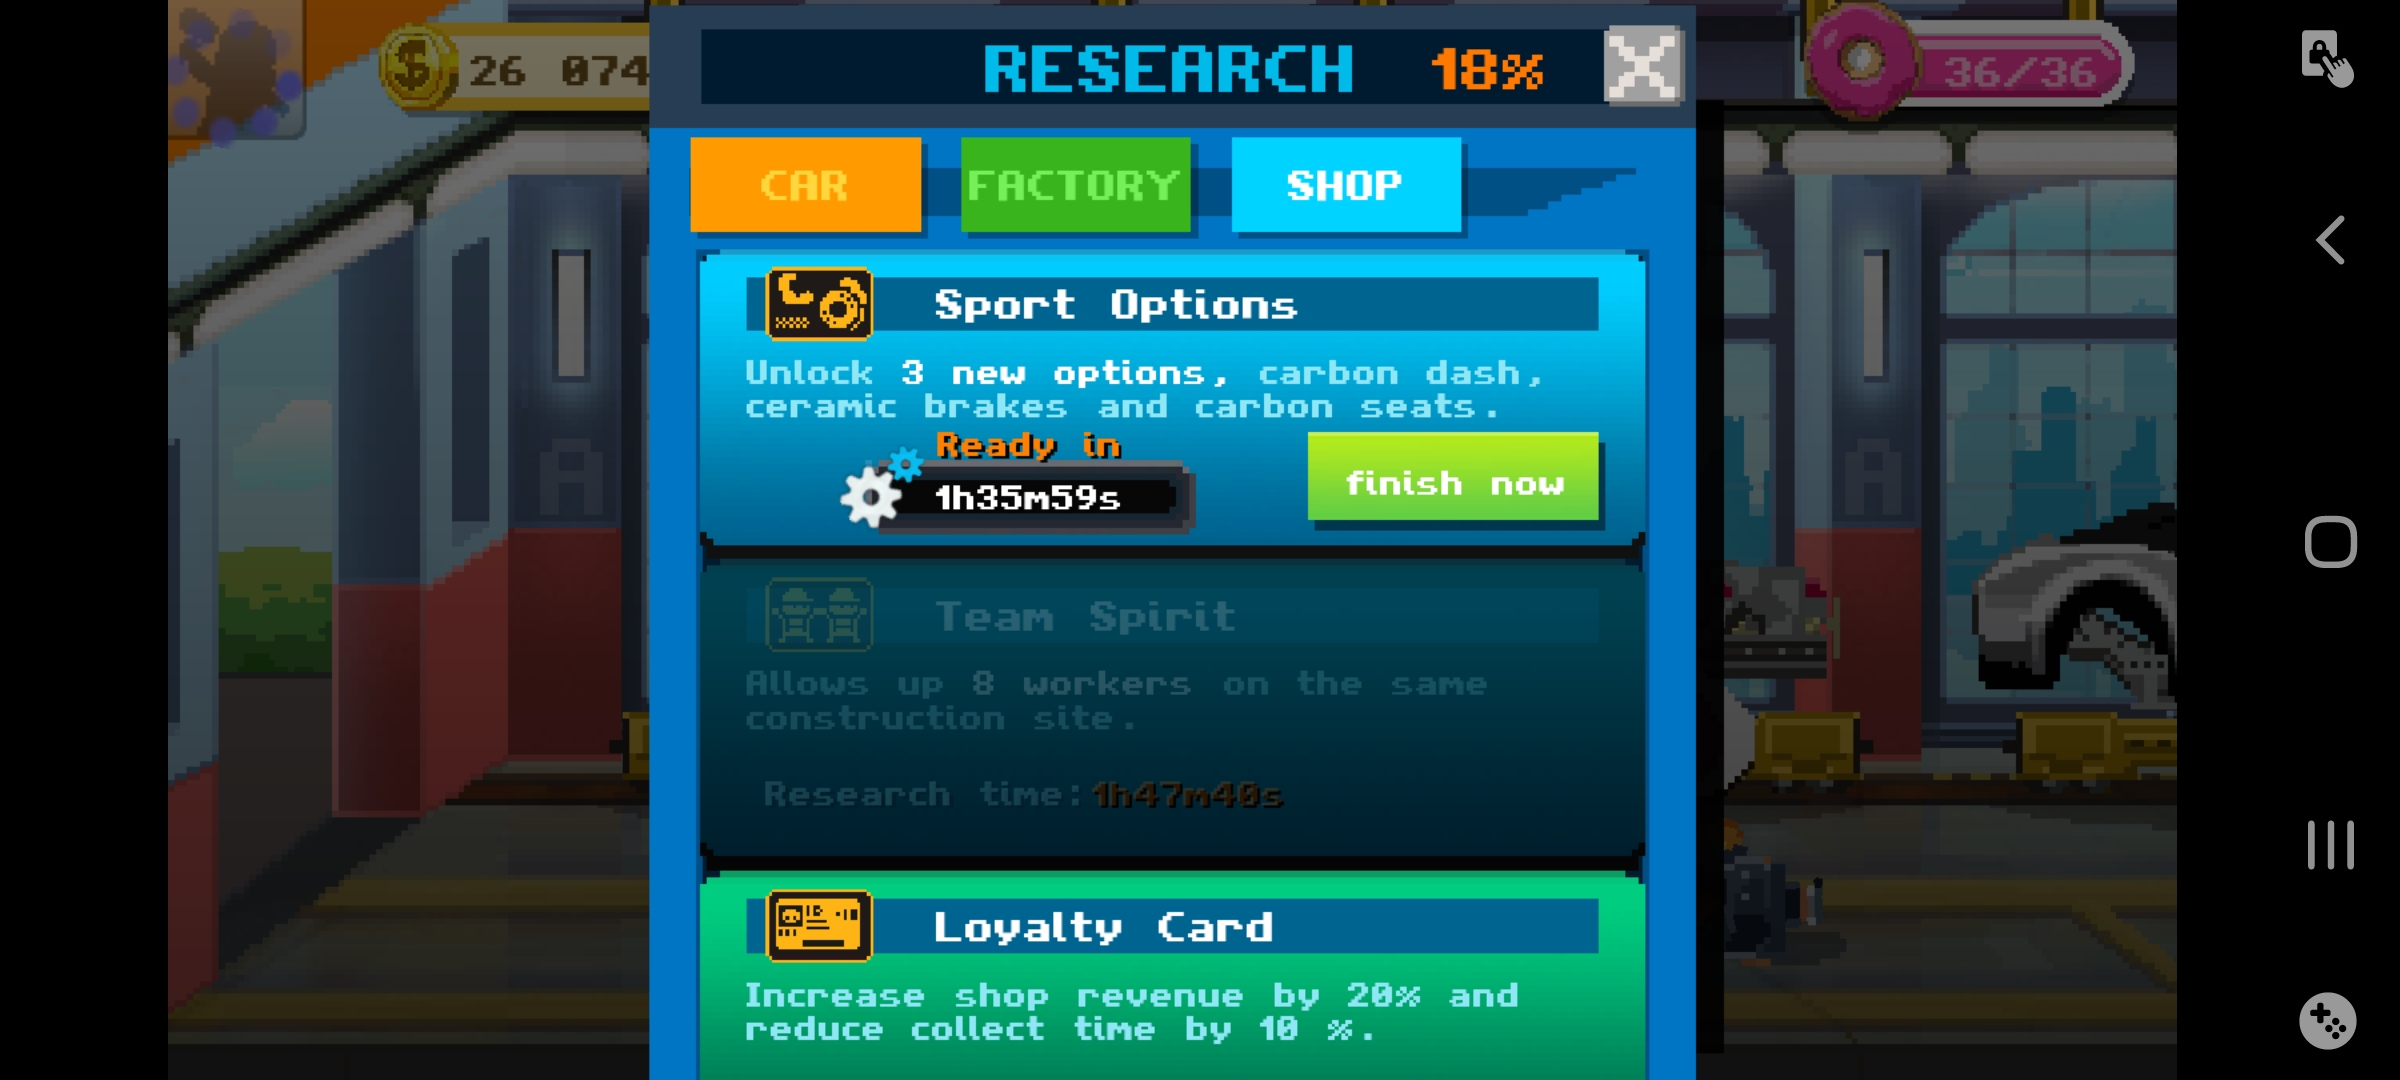 26 074
RESEARCH 18%
36/36
CAR FACTORY SHOP
Sport Options
Unlock 3 new options, carbon dash,
ceramic brakes and carbon seats.
Ready in
1h35m59s
finish now
Team Spirit
Allows up 8 workers on the same
construction site.
Research time:1h47m40s
Loyalty Card
Increase shop revenue by 20% and
reduce collect time by 10 %.
A
A